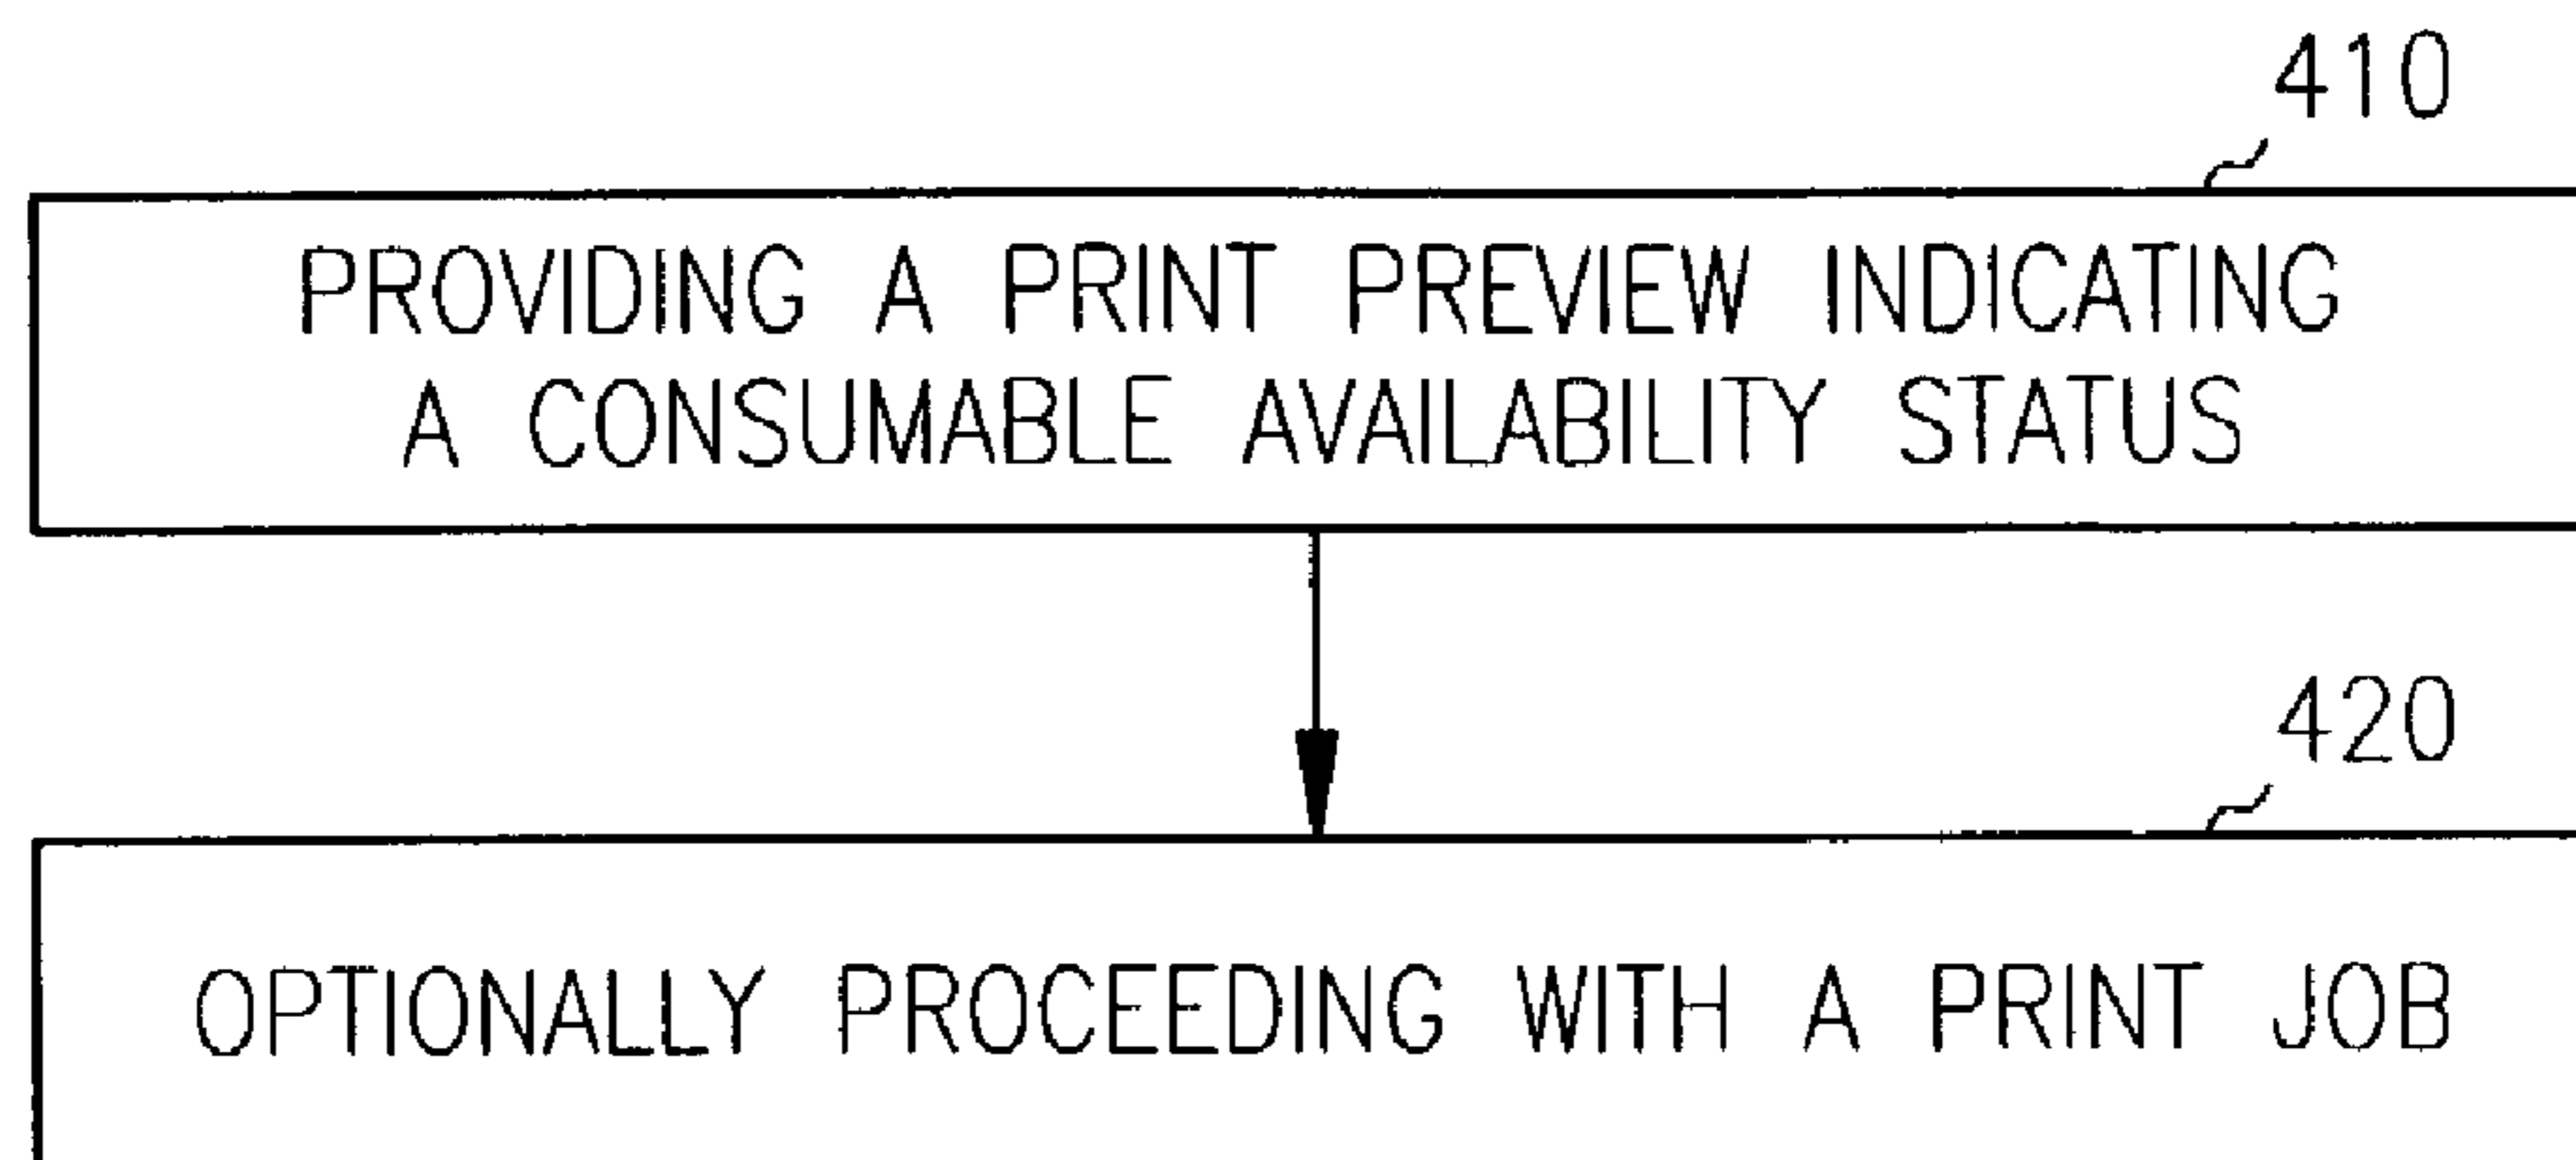 410
PROVIDING A PRINT PREVIEW INDICATING
A CONSUMABLE AVAILABILITY STATUS
420
OPTIONALLY PROCEEDING WITH A PRINT JOB